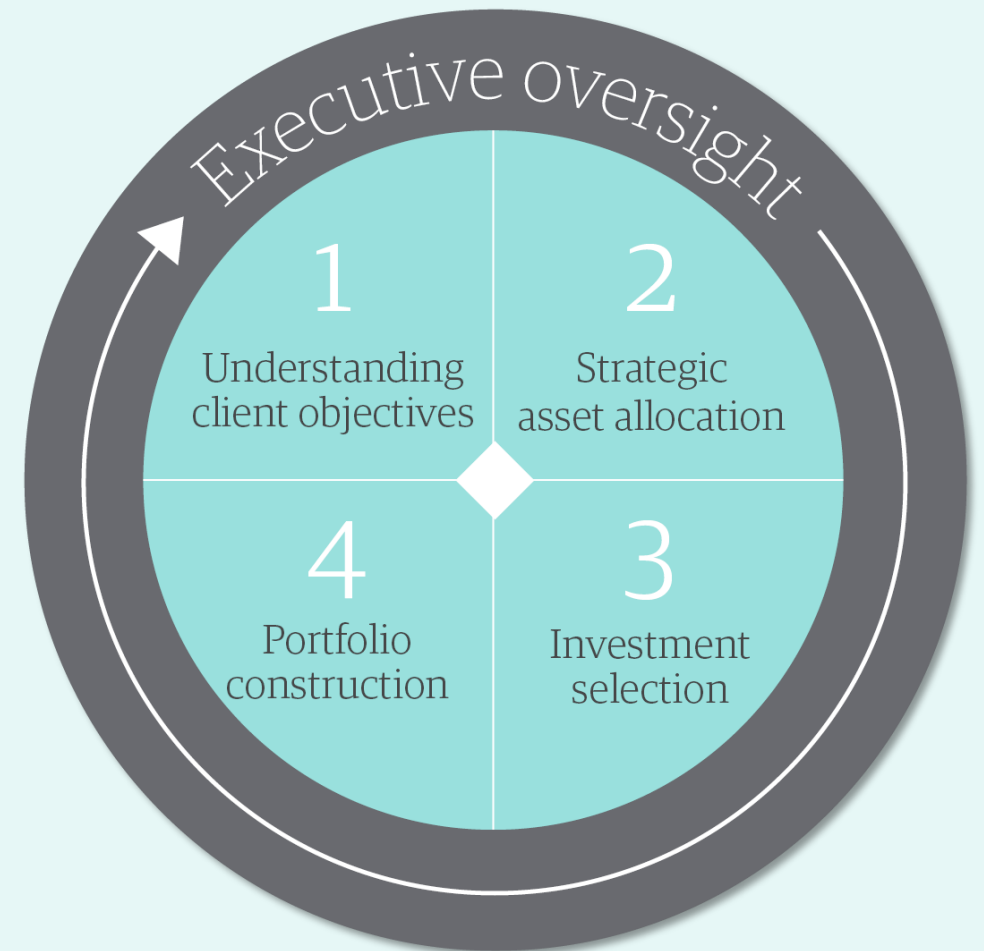 Executive oversight
1
Understanding
client objectives
2
Strategic
asset allocation
3
Investment
selection
4
Portfolio
construction